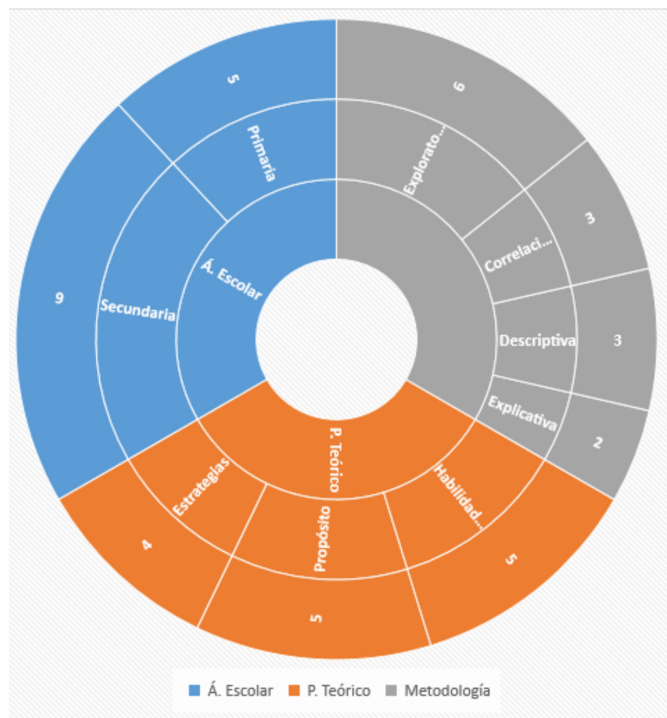 6
Explorato...
3
Correlaci...
3
Descriptiva
2
Explicativa
5
Habilidad...
P. Teórico
5
Propósito
4
Estrategias
9
Secundaria
Á. Escolar
5
Primaria
Á. Escolar P. Teórico Metodología